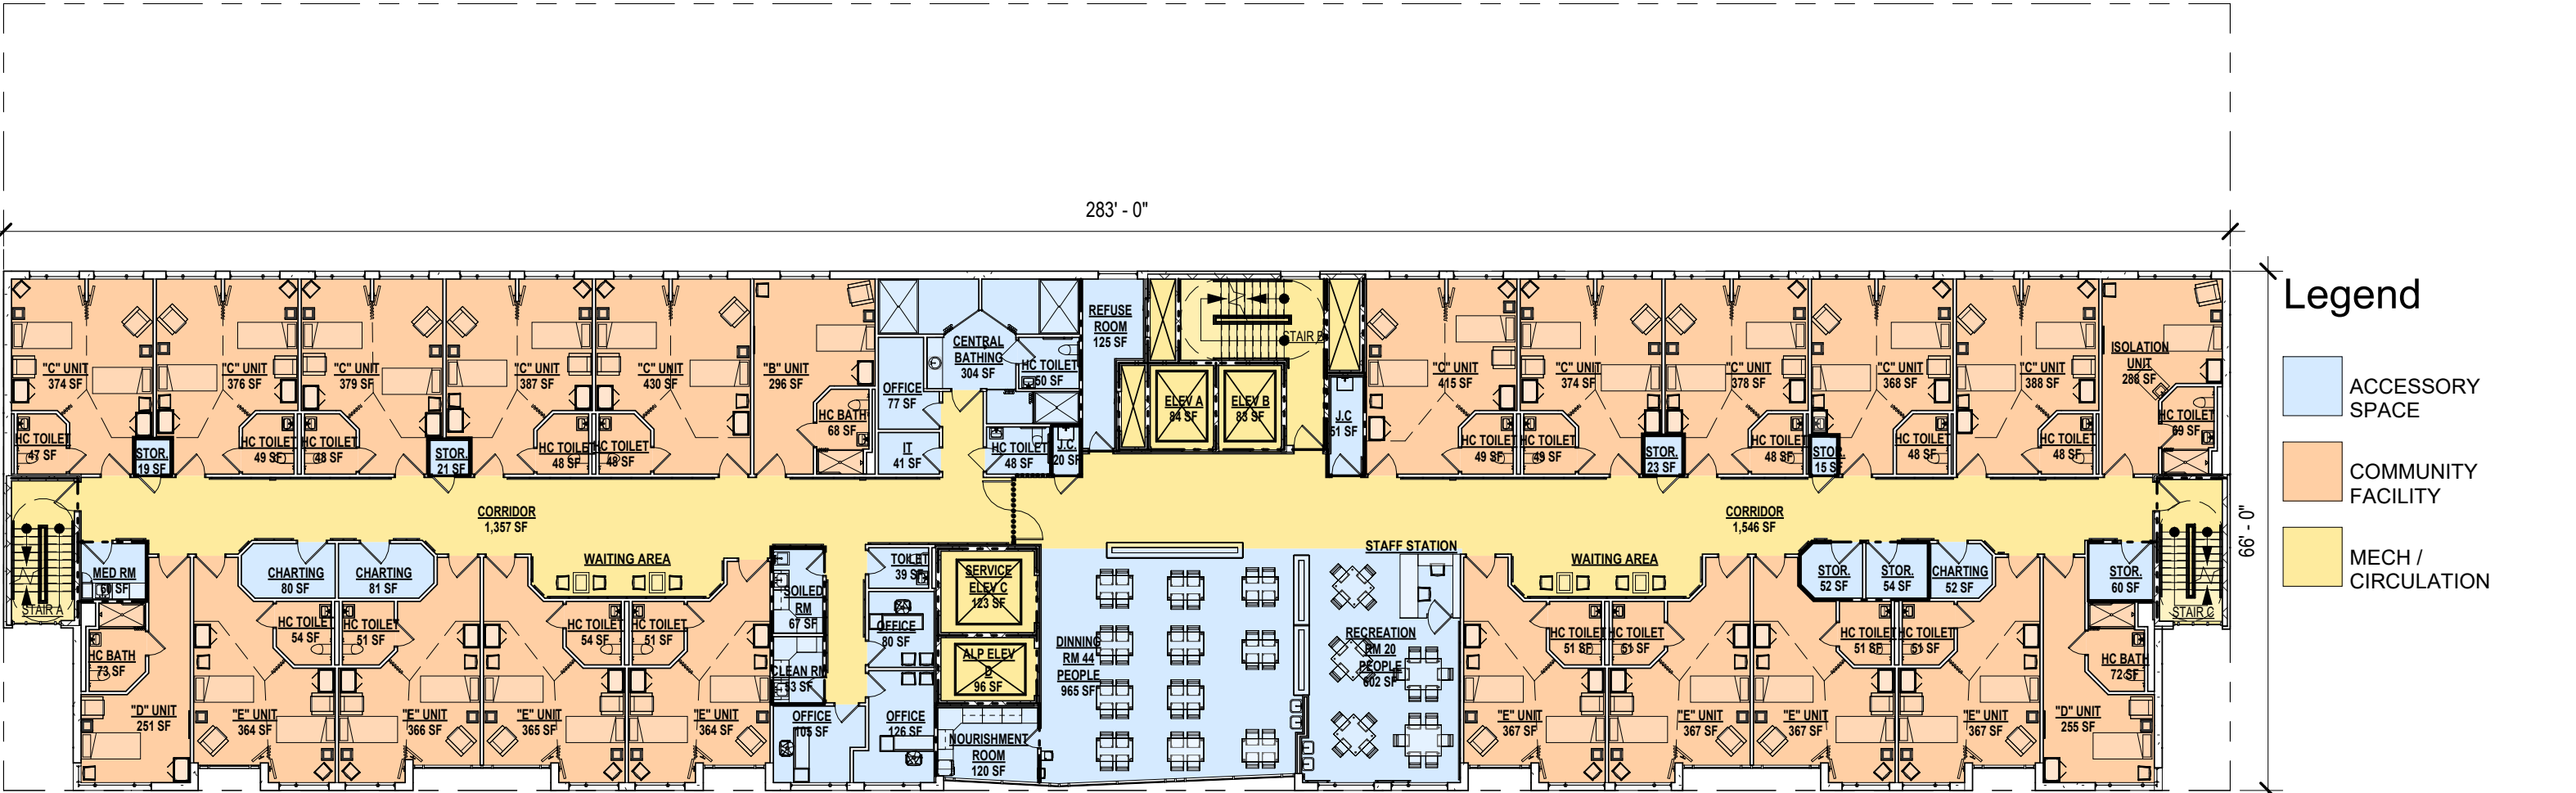 283' - 0"
66' - 0"
Legend
ACCESSORY
SPACE
COMMUNITY
FACILITY
MECH /
CIRCULATION
"C" UNIT
374 SF
"C" UNIT
376 SF
"C" UNIT
379 SF
"C" UNIT
387 SF
"C" UNIT
430 SF
"B" UNIT
296 SF
HC TOILET
47 SF
STOR.
19 SF
HC TOILET
49 SF
HC TOILET
48 SF
STOR.
21 SF
HC TOILET
48 SF
HC TOILET
48 SF
HC BATH
68 SF
OFFICE
77 SF
IT
41 SF
CENTRAL
BATHING
304 SF
HC TOILET
50 SF
HC TOILET
48 SF
J.C.
20 SF
REFUSE
ROOM
125 SF
STAIR B
ELEV A
84 SF
ELEV B
83 SF
J.C
51 SF
"C" UNIT
415 SF
"C" UNIT
374 SF
"C" UNIT
378 SF
"C" UNIT
368 SF
"C" UNIT
388 SF
ISOLATION
UNIT
288 SF
HC TOILET
49 SF
HC TOILET
49 SF
STOR.
23 SF
HC TOILET
48 SF
STOR.
15 SF
HC TOILET
48 SF
HC TOILET
48 SF
HC TOILET
69 SF
CORRIDOR
1,357 SF
CORRIDOR
1,546 SF
STAIR A
MED RM
60 SF
CHARTING
80 SF
CHARTING
81 SF
WAITING AREA
HC BATH
73 SF
"D" UNIT
251 SF
HC TOILET
54 SF
HC TOILET
51 SF
HC TOILET
54 SF
HC TOILET
51 SF
"E" UNIT
364 SF
"E" UNIT
366 SF
"E" UNIT
365 SF
"E" UNIT
364 SF
SOILED
RM
67 SF
CLEAN RM
53 SF
OFFICE
105 SF
TOILET
39 SF
OFFICE
80 SF
OFFICE
126 SF
SERVICE
ELEV C
123 SF
ALP ELEV
D
96 SF
NOURISHMENT
ROOM
120 SF
DINNING
RM 44
PEOPLE
965 SF
STAFF STATION
RECREATION
RM 20
PEOPLE
602 SF
WAITING AREA
STOR.
52 SF
STOR.
54 SF
CHARTING
52 SF
STOR.
60 SF
STAIR C
HC TOILET
51 SF
HC TOILET
51 SF
HC TOILET
51 SF
HC TOILET
51 SF
HC BATH
72 SF
"E" UNIT
367 SF
"E" UNIT
367 SF
"E" UNIT
367 SF
"E" UNIT
367 SF
"D" UNIT
255 SF